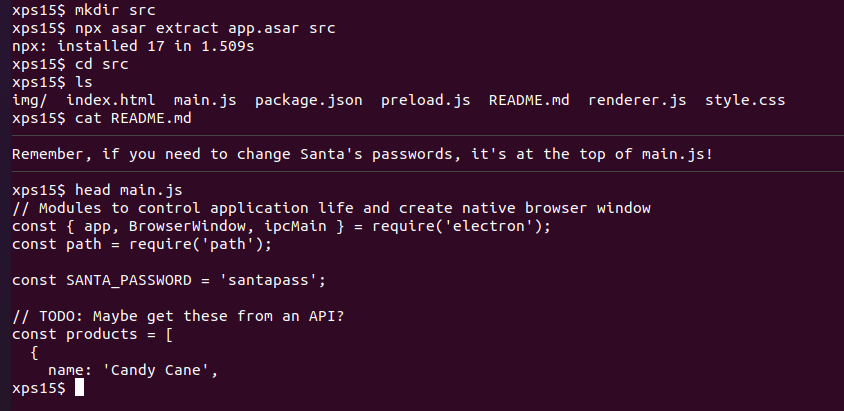 xps15$ mkdir src
xps15$ npx asar extract app.asar src
npx: installed 17 in 1.509s
xps15$ cd src
xps15$ ls
img/  index.html  main.js  package.json  preload.js  README.md  renderer.js  style.css
xps15$ cat README.md
Remember, if you need to change Santa's passwords, it's at the top of main.js!
xps15$ head main.js
// Modules to control application life and create native browser window
const { app, BrowserWindow, ipcMain } = require('electron');
const path = require('path');
const SANTA_PASSWORD = 'santapass';
// TODO: Maybe get these from an API?
const products = [
  {
    name: 'Candy Cane',
xps15$